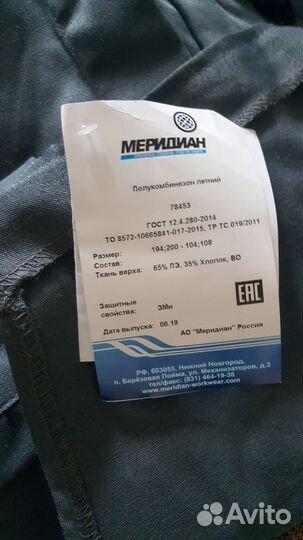 МЕРИДИАН
Полукомбинезон летний
78453
ГОСТ 12.4.280-2014
ТО 8572-10665841-017-2015, ТР ТС 019/2011
Размер: 194;200 - 104;108
Состав:
Ткань верха: 65% ПЭ, 35% Хлопок, ВО
Защитные
свойства: ЗМи
EAC
Дата выпуска: 06.19 АО "Меридиан" Россия
РФ, 603055, Нижний Новгород,
п. Берёзовая Пойма, ул. Механизаторов, д.3
тел/факс: (831) 464-19-38
www.meridian-workwear.com
Avito